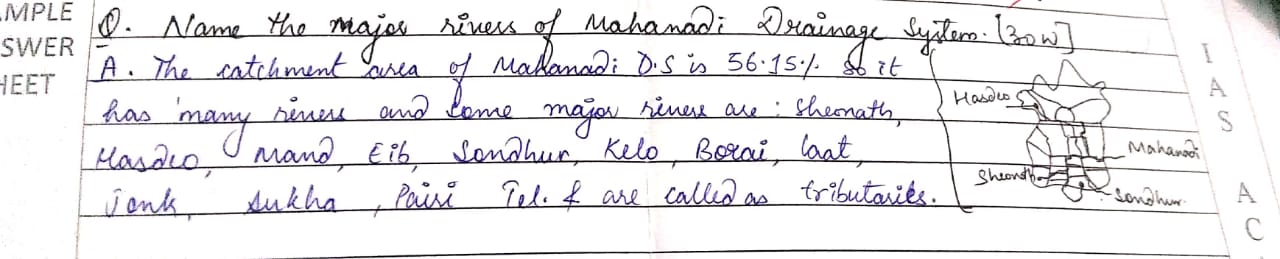 AMPLE
SWER
HEET
Q. Name the major rivers of Mahanadi Drainage System. [30W]
A. The catchment area of Mahanadi D.S is 56.15%. so it
has many rivers and some major rivers are : Sheonath,
Hasdeo, Mand, Eib, Sondhur, Kelo, Borai, laat,
Jonk, Sukha, Pairi Tel. & are called as tributaries.
Hasdeo
Mahanadi
Sheonath
Sondhur
I
A
S
A
C